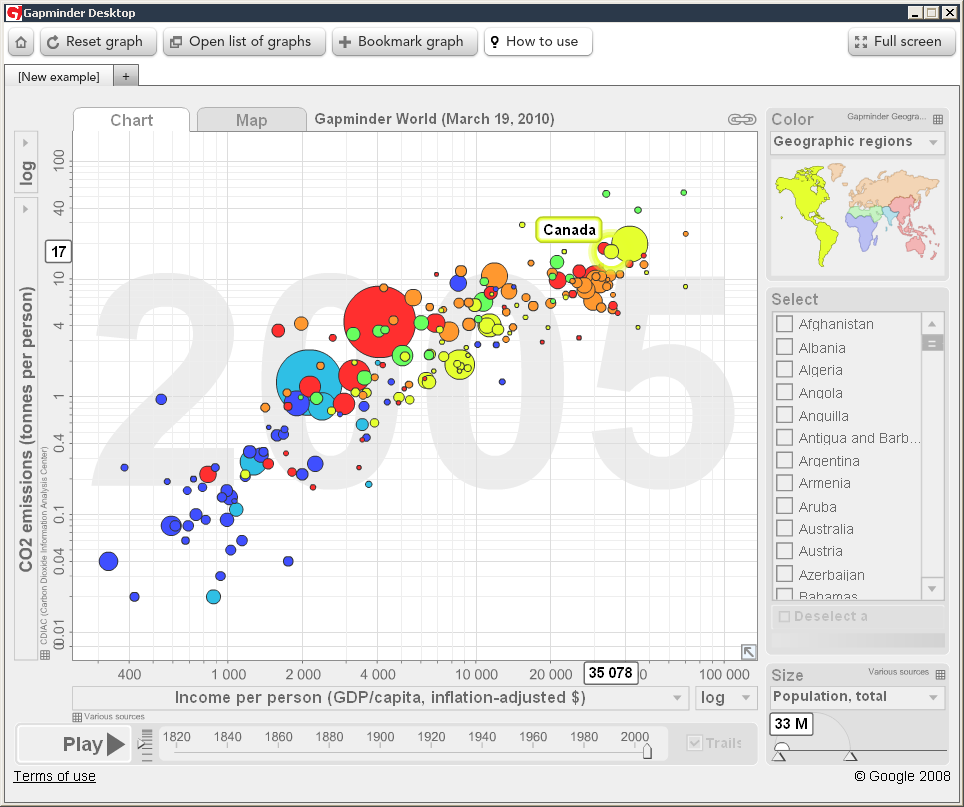 Gapminder Desktop
Reset graph
Open list of graphs
Bookmark graph
How to use
Full screen
[New example]
+
Chart
Map
Gapminder World (March 19, 2010)
Color
Gapminder Geogra...
Geographic regions
log
100
40
17
10
4
1
0.4
0.1
0.04
0.01
0
CO2 emissions (tonnes per person)
CDIAC (Carbon Dioxide Information Analysis Center)
2005
Canada
Select
Afghanistan
Albania
Algeria
Angola
Anguilla
Antigua and Barb...
Argentina
Armenia
Aruba
Australia
Austria
Azerbaijan
Bahamas
Deselect a
400
1 000
2 000
4 000
10 000
20 000
35 078
0
100 000
Income per person (GDP/capita, inflation-adjusted $)
log
Various sources
Size
Various sources
Population, total
33 M
Play
1820
1840
1860
1880
1900
1920
1940
1960
1980
2000
Trails
Terms of use
© Google 2008